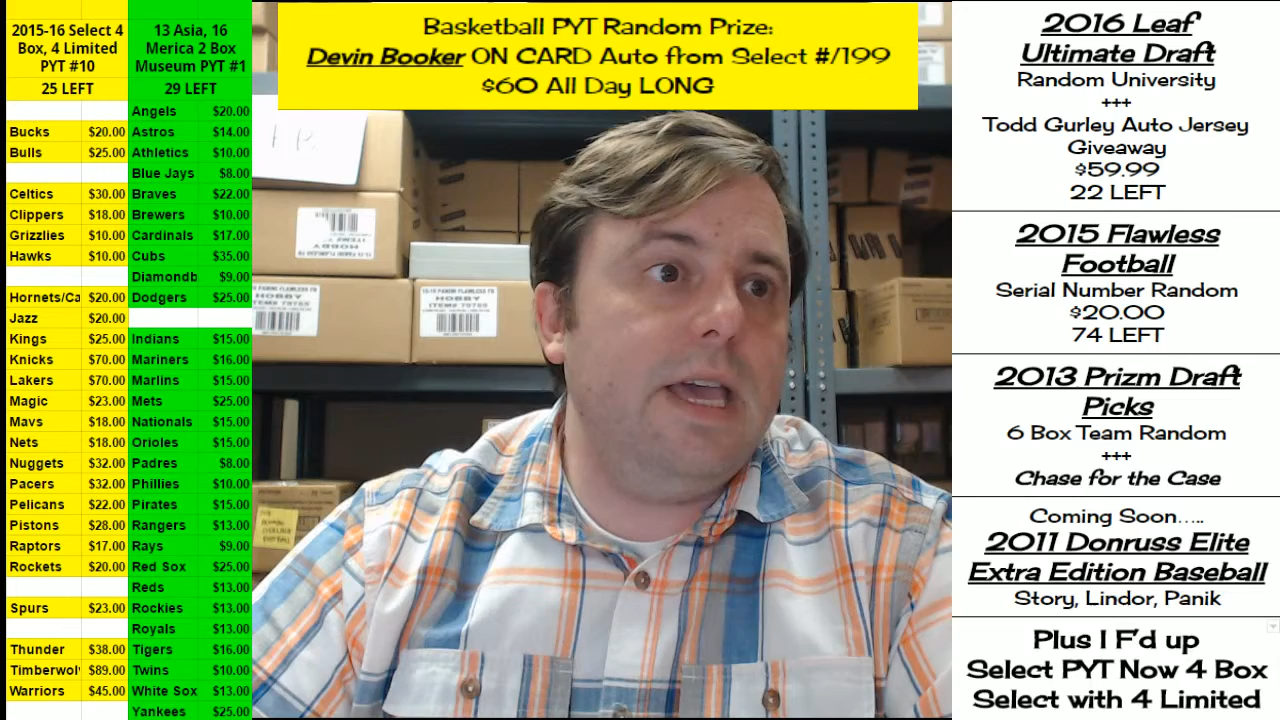 2015-16 Select 4
Box, 4 Limited
PYT #10
25 LEFT
Bucks $20.00
Bulls $25.00
Celtics $30.00
Clippers $18.00
Grizzlies $10.00
Hawks $10.00
Hornets/Ca $20.00
Jazz $20.00
Kings $25.00
Knicks $70.00
Lakers $70.00
Magic $23.00
Mavs $18.00
Nets $18.00
Nuggets $32.00
Pacers $32.00
Pelicans $22.00
Pistons $28.00
Raptors $17.00
Rockets $20.00
Spurs $23.00
Thunder $38.00
Timberwol $89.00
Warriors $45.00
13 Asia, 16
Merica 2 Box
Museum PYT #1
29 LEFT
Angels $20.00
Astros $14.00
Athletics $10.00
Blue Jays $8.00
Braves $22.00
Brewers $10.00
Cardinals $17.00
Cubs $35.00
Diamondb $9.00
Dodgers $25.00
Indians $15.00
Mariners $16.00
Marlins $15.00
Mets $25.00
Nationals $15.00
Orioles $15.00
Padres $8.00
Phillies $10.00
Pirates $15.00
Rangers $13.00
Rays $9.00
Red Sox $25.00
Reds $13.00
Rockies $13.00
Royals $13.00
Tigers $16.00
Twins $10.00
White Sox $13.00
Yankees $25.00
Basketball PYT Random Prize:
Devin Booker ON CARD Auto from Select #/199
$60 All Day LONG
HOBBY
HOBBY
HOBBY
2016 Leaf
Ultimate Draft
Random University
+++
Todd Gurley Auto Jersey
Giveaway
$59.99
22 LEFT
2015 Flawless
Football
Serial Number Random
$20.00
74 LEFT
2013 Prizm Draft
Picks
6 Box Team Random
+++
Chase for the Case
Coming Soon.....
2011 Donruss Elite
Extra Edition Baseball
Story, Lindor, Panik
Plus I F'd up
Select PYT Now 4 Box
Select with 4 Limited